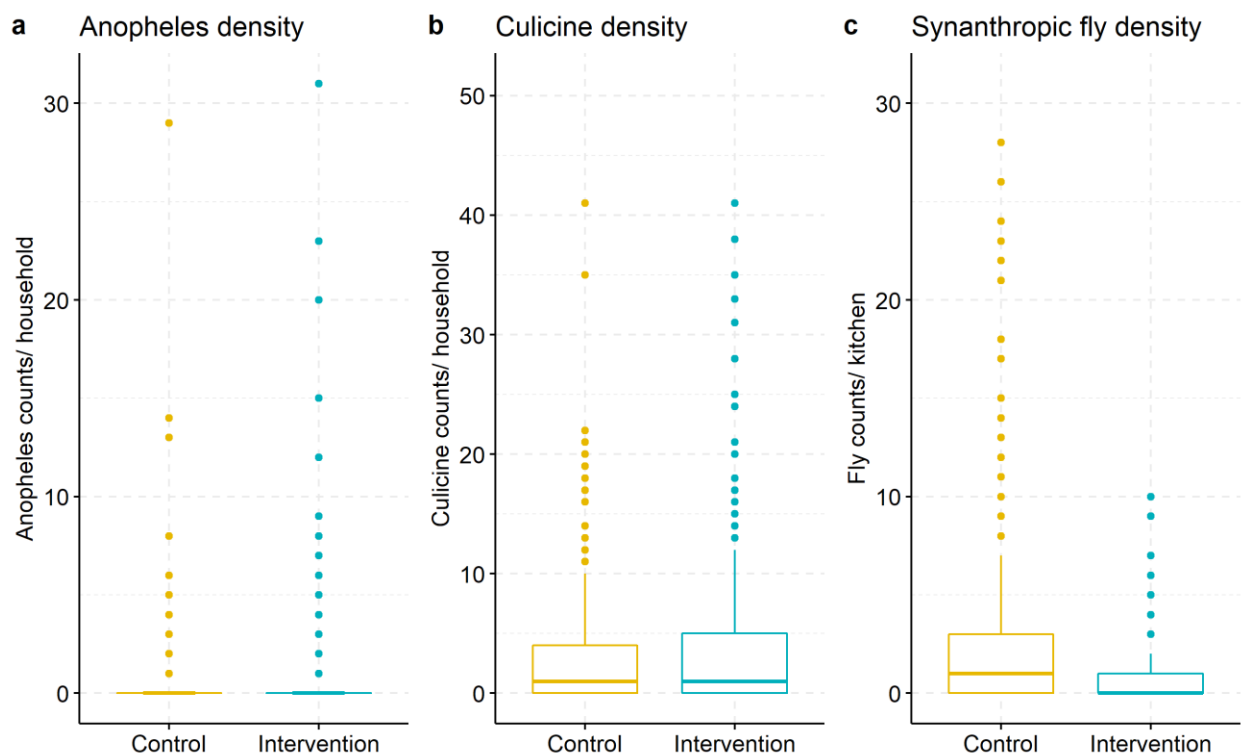 a Anopheles density
Anopheles counts/ household
30
20
10
0
Control Intervention
b Culicine density
Culicine counts/ household
50
40
30
20
10
0
Control Intervention
c Synanthropic fly density
Fly counts/ kitchen
30
20
10
0
Control Intervention